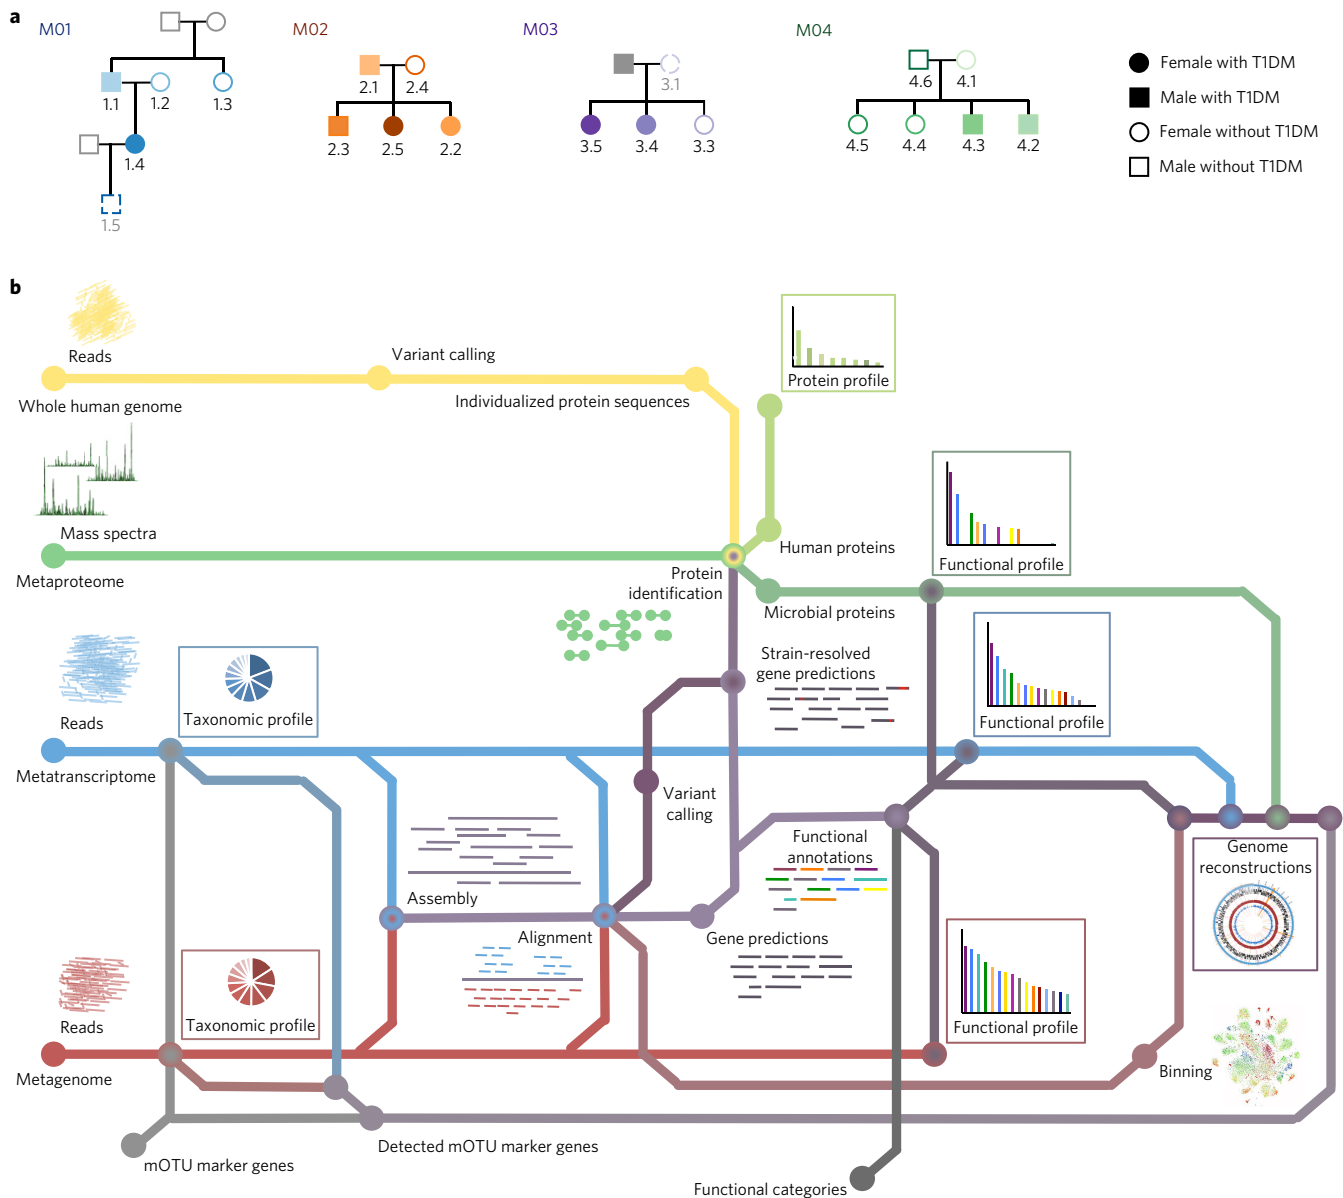 a
M01
M02
M03
M04
1.1
1.2
1.3
1.4
1.5
2.1
2.4
2.3
2.5
2.2
3.1
3.5
3.4
3.3
4.6
4.1
4.5
4.4
4.3
4.2
Female with T1DM
Male with T1DM
Female without T1DM
Male without T1DM
b
Reads
Whole human genome
Variant calling
Individualized protein sequences
Protein profile
Mass spectra
Metaproteome
Protein
identification
Human proteins
Microbial proteins
Functional profile
Strain-resolved
gene predictions
Functional profile
Taxonomic profile
Reads
Metatranscriptome
Variant
calling
Functional
annotations
Assembly
Alignment
Gene predictions
Genome
reconstructions
Taxonomic profile
Functional profile
Reads
Metagenome
Binning
Detected mOTU marker genes
mOTU marker genes
Functional categories